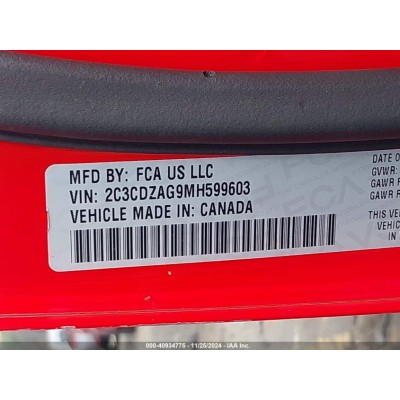 MFD BY: FCA US LLC
VIN: 2C3CDZAG9MH599603
VEHICLE MADE IN: CANADA
DATE O
GVWR:
GAWR F
GAWR R
THIS VE
VEHICLE
IN
000-40934775 - 11/25/2024 - IAA Inc.